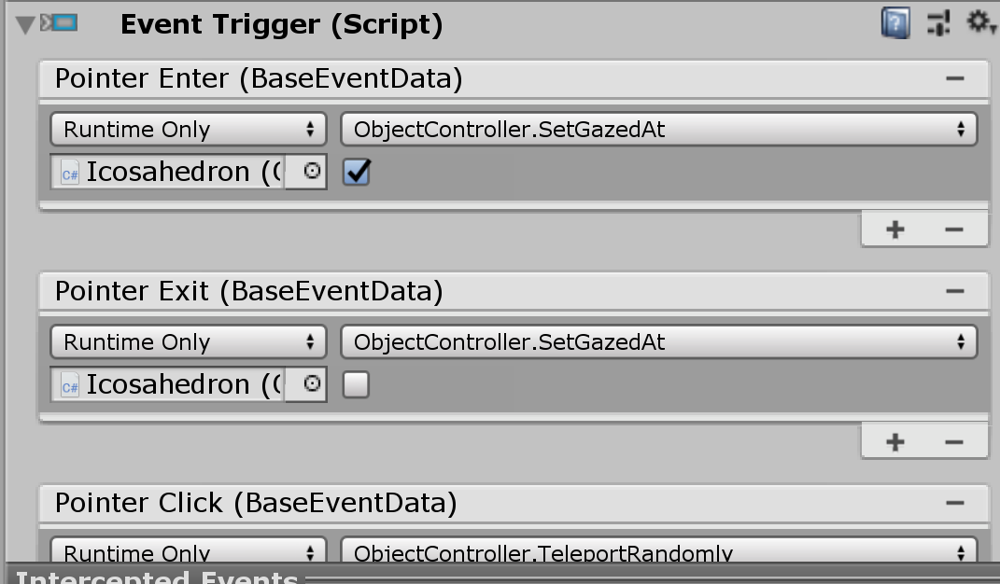 Event Trigger (Script)
Pointer Enter (BaseEventData)
Runtime Only ObjectController.SetGazedAt
C# Icosahedron (
Pointer Exit (BaseEventData)
Runtime Only ObjectController.SetGazedAt
C# Icosahedron (
Pointer Click (BaseEventData)
Runtime Only ObjectController.TeleportRandomly
Intercepted Events